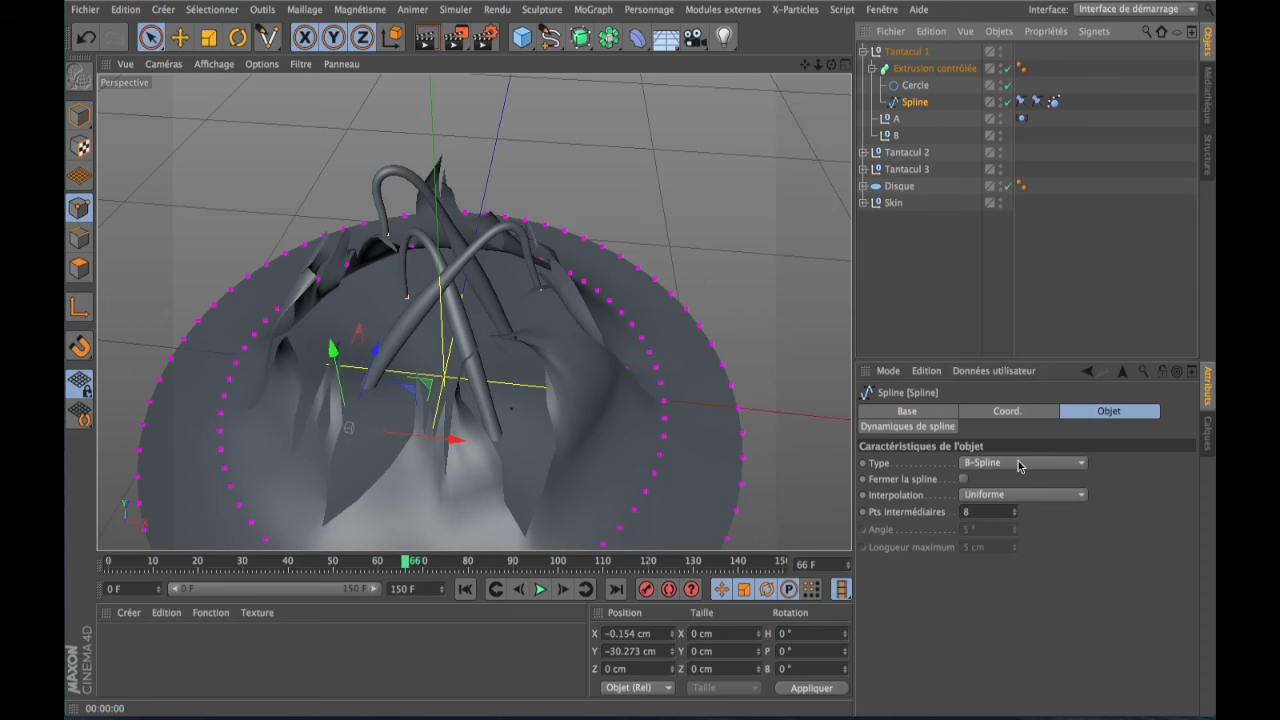 Fichier Edition Créer Sélectionner Outils Maillage Magnétisme Animer Simuler Rendu Sculpture MoGraph Personnage Modules externes X-Particles Script Fenêtre Aide Interface: Interface de démarrage
X Y Z
Vue Caméras Affichage Options Filtre Panneau
Perspective
Fichier Edition Vue Objets Propriétés Signets
Tantacul 1
Extrusion contrôlée
Cercle
Spline
A
B
Tantacul 2
Tantacul 3
Disque
Skin
Objets
Médiathèque
Structure
Mode Edition Données utilisateur
Spline [Spline]
Base Coord. Objet
Dynamiques de spline
Caractéristiques de l'objet
Type B-Spline
Fermer la spline
Interpolation Uniforme
Pts intermédiaires 8
Angle 5 °
Longueur maximum 5 cm
Attributs
Calques
A
Y
X
0 10 20 30 40 50 60 66 70 80 90 100 110 120 130 140 15 66 F
0 F 0 F 150 F 150 F
P
Créer Edition Fonction Texture
Position Taille Rotation
X -0.154 cm X 0 cm H 0 °
Y -30.273 cm Y 0 cm P 0 °
Z 0 cm Z 0 cm B 0 °
Objet (Rel) Taille Appliquer
MAXON
CINEMA 4D
00:00:00